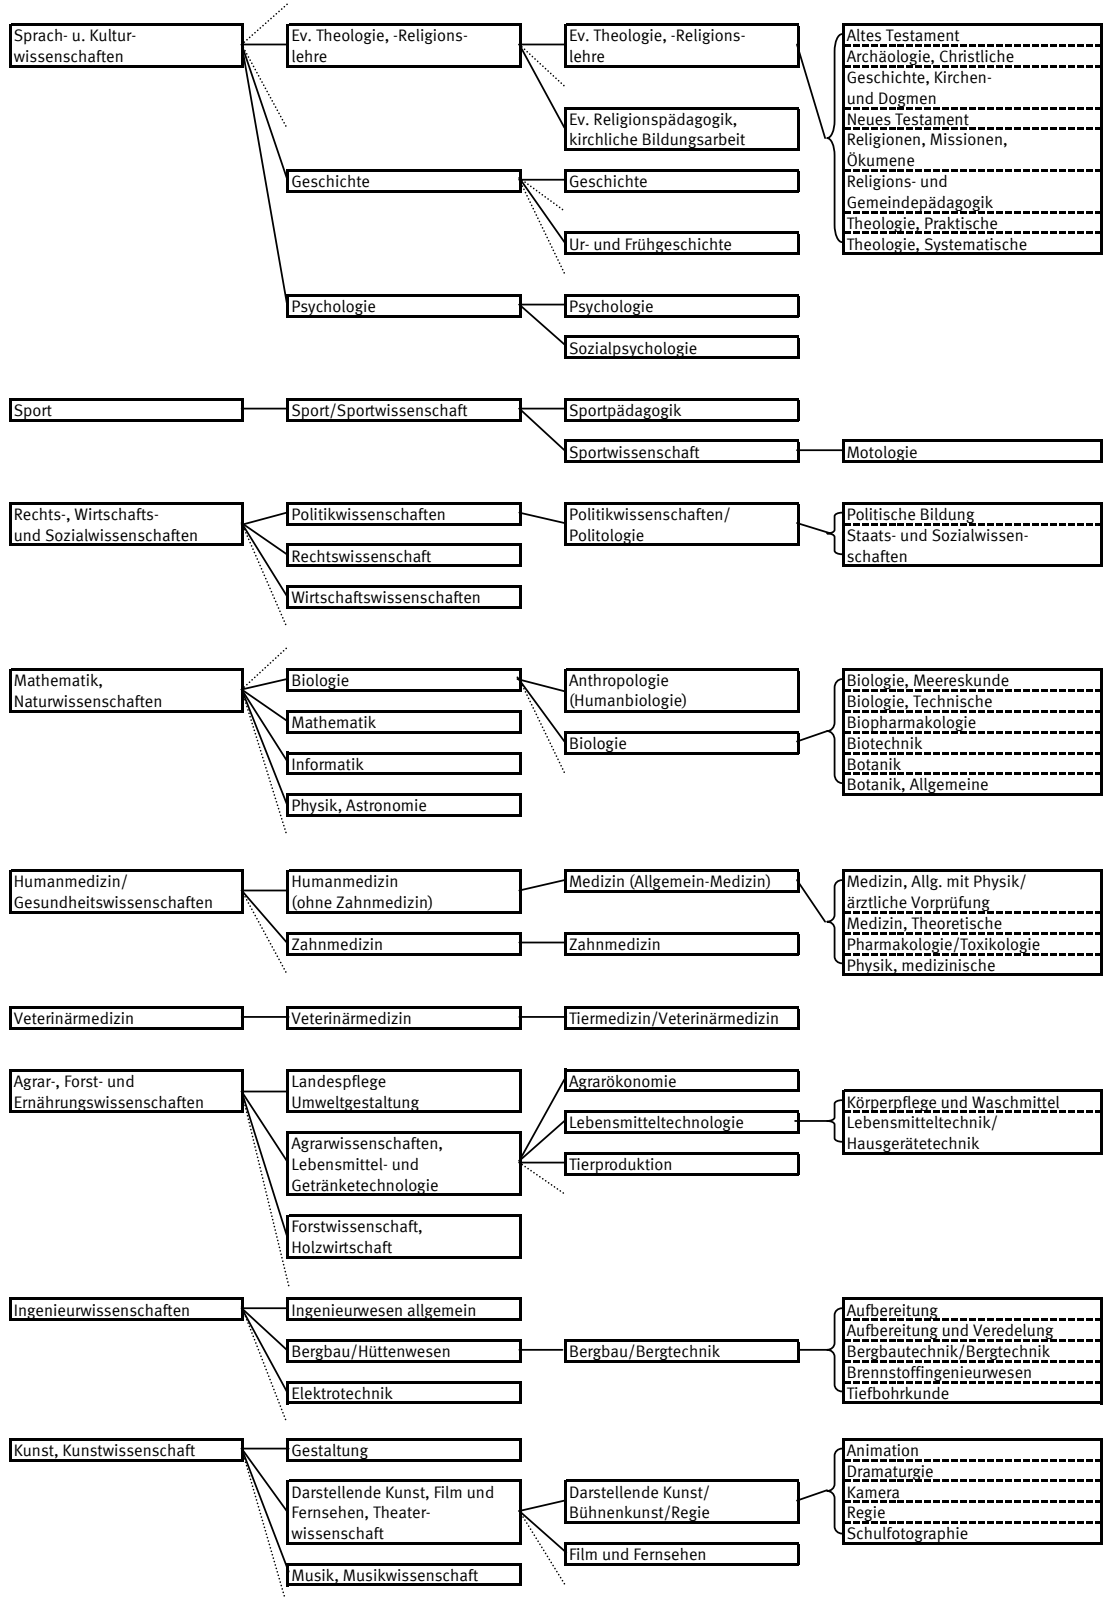 Sprach- u. Kultur-
wissenschaften
Ev. Theologie, -Religions-
lehre
Ev. Theologie, -Religions-
lehre
Altes Testament
Archäologie, Christliche
Geschichte, Kirchen-
und Dogmen
Neues Testament
Religionen, Missionen,
Ökumene
Religions- und
Gemeindepädagogik
Theologie, Praktische
Theologie, Systematische
Ev. Religionspädagogik,
kirchliche Bildungsarbeit
Geschichte
Geschichte
Ur- und Frühgeschichte
Psychologie
Psychologie
Sozialpsychologie
Sport
Sport/Sportwissenschaft
Sportpädagogik
Sportwissenschaft
Motologie
Rechts-, Wirtschafts-
und Sozialwissenschaften
Politikwissenschaften
Politikwissenschaften/
Politologie
Politische Bildung
Staats- und Sozialwissen-
schaften
Rechtswissenschaft
Wirtschaftswissenschaften
Mathematik,
Naturwissenschaften
Biologie
Anthropologie
(Humanbiologie)
Biologie, Meereskunde
Biologie, Technische
Biopharmakologie
Biotechnik
Botanik
Botanik, Allgemeine
Mathematik
Biologie
Informatik
Physik, Astronomie
Humanmedizin/
Gesundheitswissenschaften
Humanmedizin
(ohne Zahnmedizin)
Medizin (Allgemein-Medizin)
Medizin, Allg. mit Physik/
ärztliche Vorprüfung
Medizin, Theoretische
Pharmakologie/Toxikologie
Physik, medizinische
Zahnmedizin
Zahnmedizin
Veterinärmedizin
Veterinärmedizin
Tiermedizin/Veterinärmedizin
Agrar-, Forst- und
Ernährungswissenschaften
Landespflege
Umweltgestaltung
Agrarökonomie
Lebensmitteltechnologie
Körperpflege und Waschmittel
Lebensmitteltechnik/
Hausgerätetechnik
Agrarwissenschaften,
Lebensmittel- und
Getränketechnologie
Tierproduktion
Forstwissenschaft,
Holzwirtschaft
Ingenieurwissenschaften
Ingenieurwesen allgemein
Bergbau/Hüttenwesen
Bergbau/Bergtechnik
Aufbereitung
Aufbereitung und Veredelung
Bergbautechnik/Bergtechnik
Brennstoffingenieurwesen
Tiefbohrkunde
Elektrotechnik
Kunst, Kunstwissenschaft
Gestaltung
Darstellende Kunst, Film und
Fernsehen, Theater-
wissenschaft
Darstellende Kunst/
Bühnenkunst/Regie
Animation
Dramaturgie
Kamera
Regie
Schulfotographie
Film und Fernsehen
Musik, Musikwissenschaft